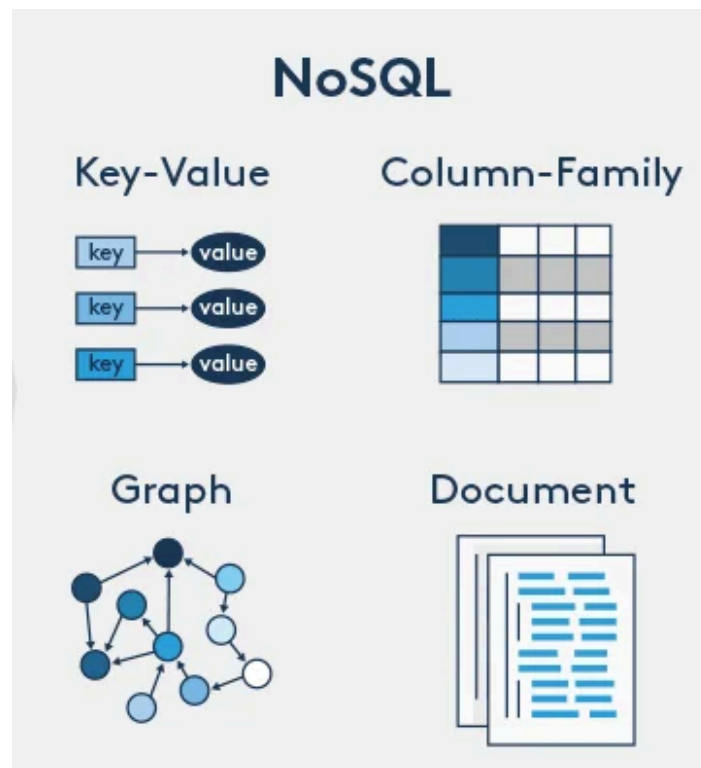 NoSQL
Key-Value
Column-Family
key value
key value
key value
Graph
Document